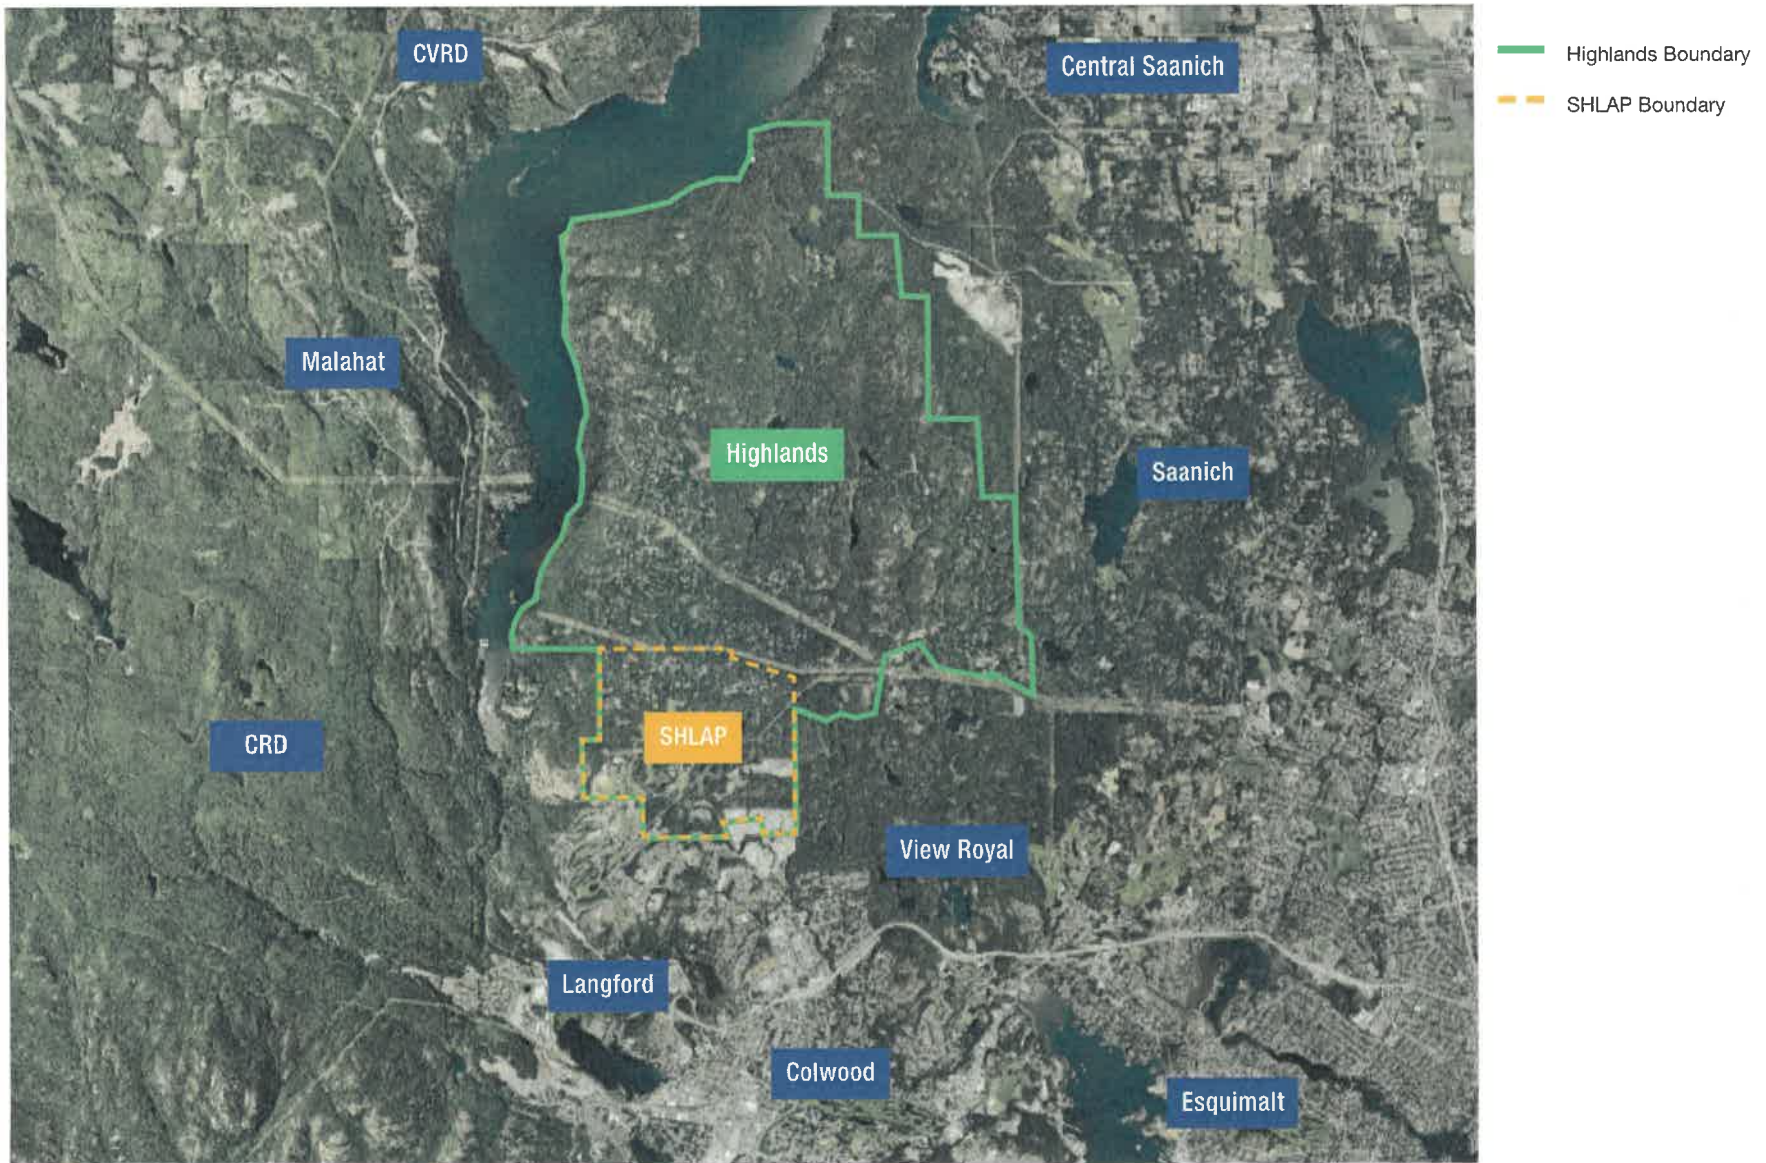 CVRD
Central Saanich
Highlands Boundary
SHLAP Boundary
Malahat
Highlands
Saanich
CRD
SHLAP
View Royal
Langford
Colwood
Esquimalt